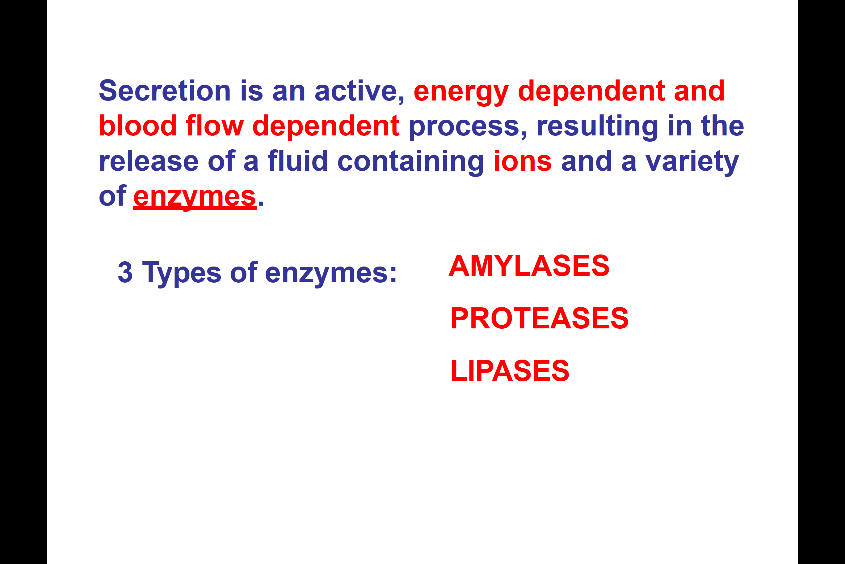 Secretion is an active, energy dependent and
blood flow dependent process, resulting in the
release of a fluid containing ions and a variety
of enzymes.
3 Types of enzymes:
AMYLASES
PROTEASES
LIPASES